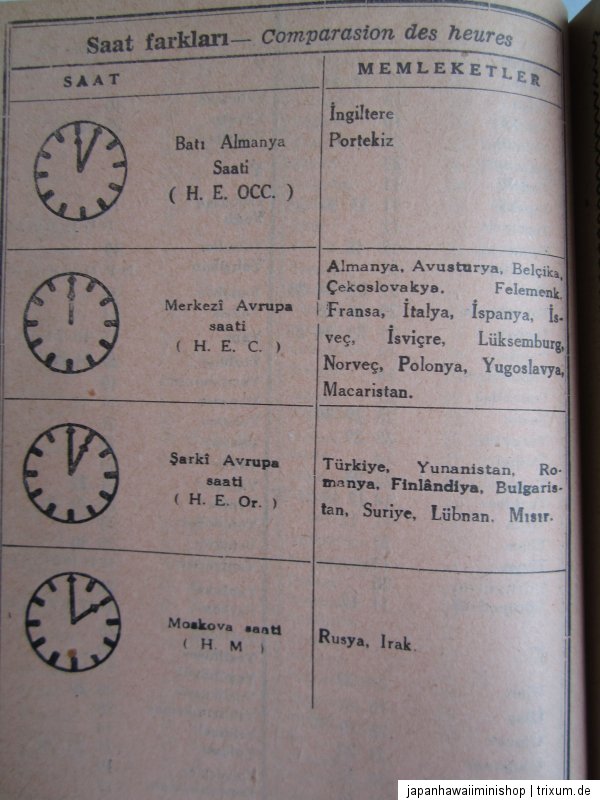 Saat farkları — Comparasion des heures
SAAT
MEMLEKETLER
Batı Almanya
Saati
( H. E. OCC. )
İngiltere
Portekiz
Merkezî Avrupa
saati
( H. E. C. )
Almanya, Avusturya, Belçika,
Çekoslovakya. Felemenk.
Fransa, İtalya, İspanya, İs-
veç, İsviçre, Lüksemburg,
Norveç, Polonya, Yugoslavya,
Macaristan.
Şarkî Avrupa
saati
( H. E. Or. )
Türkiye, Yunanistan, Ro-
manya, Finlândiya, Bulgaris-
tan, Suriye, Lübnan. Mısır.
Moskova saati
( H. M )
Rusya, Irak.
japanhawaiiminishop | trixum.de